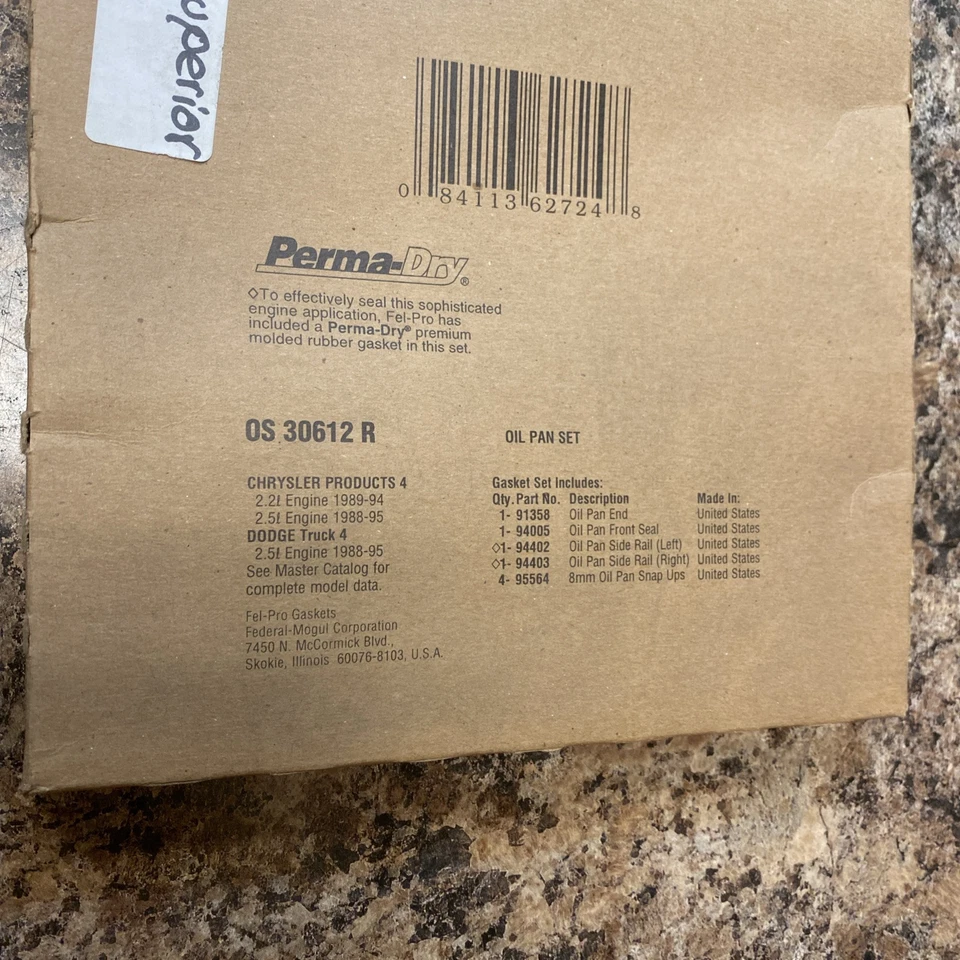 uperior
0 84113 62724 8
Perma-Dry®
◊To effectively seal this sophisticated
engine application, Fel-Pro has
included a Perma-Dry® premium
molded rubber gasket in this set.
OS 30612 R
OIL PAN SET
CHRYSLER PRODUCTS 4
2.2ℓ Engine 1989-94
2.5ℓ Engine 1988-95
DODGE Truck 4
2.5ℓ Engine 1988-95
See Master Catalog for
complete model data.
Fel-Pro Gaskets
Federal-Mogul Corporation
7450 N. McCormick Blvd.,
Skokie, Illinois 60076-8103, U.S.A.
Gasket Set Includes:
Qty. Part No. Description Made In:
1- 91358 Oil Pan End United States
1- 94005 Oil Pan Front Seal United States
◊1- 94402 Oil Pan Side Rail (Left) United States
◊1- 94403 Oil Pan Side Rail (Right) United States
4- 95564 8mm Oil Pan Snap Ups United States